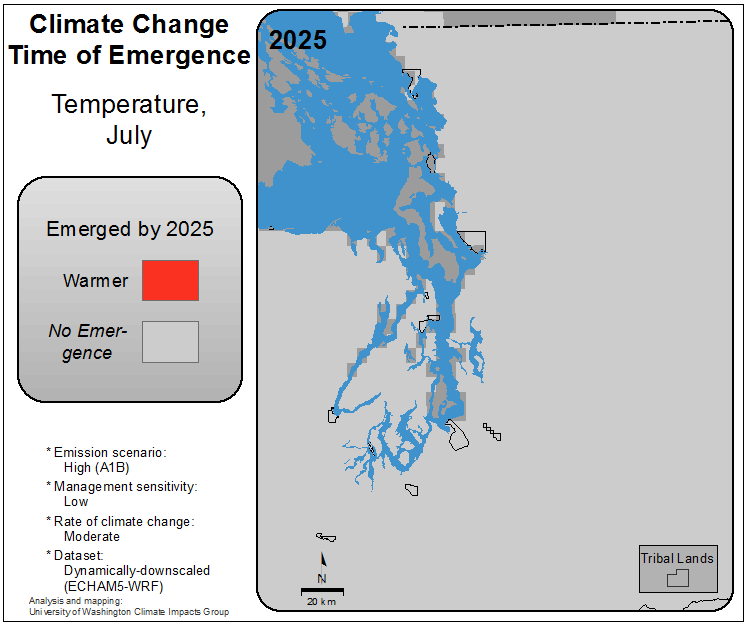 Climate Change
Time of Emergence
Temperature,
July
Emerged by 2025
Warmer
No Emer-
gence
* Emission scenario:
High (A1B)
* Management sensitivity:
Low
* Rate of climate change:
Moderate
* Dataset:
Dynamically-downscaled
(ECHAM5-WRF)
Analysis and mapping:
University of Washington Climate Impacts Group
2025
N
20 km
Tribal Lands